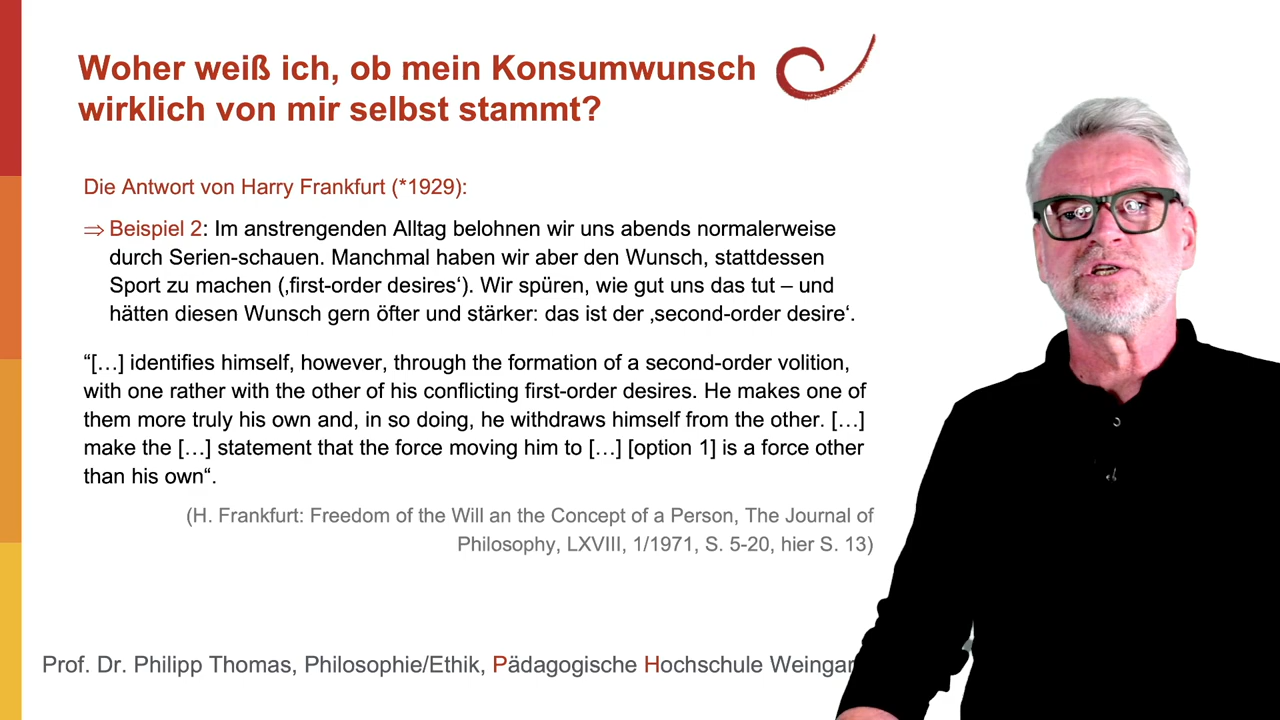 Woher weiß ich, ob mein Konsumwunsch
wirklich von mir selbst stammt?
Die Antwort von Harry Frankfurt (*1929):
⇒ Beispiel 2: Im anstrengenden Alltag belohnen wir uns abends normalerweise
durch Serien-schauen. Manchmal haben wir aber den Wunsch, stattdessen
Sport zu machen (‚first-order desires‘). Wir spüren, wie gut uns das tut – und
hätten diesen Wunsch gern öfter und stärker: das ist der ‚second-order desire‘.
“[…] identifies himself, however, through the formation of a second-order volition,
with one rather with the other of his conflicting first-order desires. He makes one of
them more truly his own and, in so doing, he withdraws himself from the other. […]
make the […] statement that the force moving him to […] [option 1] is a force other
than his own“.
(H. Frankfurt: Freedom of the Will an the Concept of a Person, The Journal of
Philosophy, LXVIII, 1/1971, S. 5-20, hier S. 13)
Prof. Dr. Philipp Thomas, Philosophie/Ethik, Pädagogische Hochschule